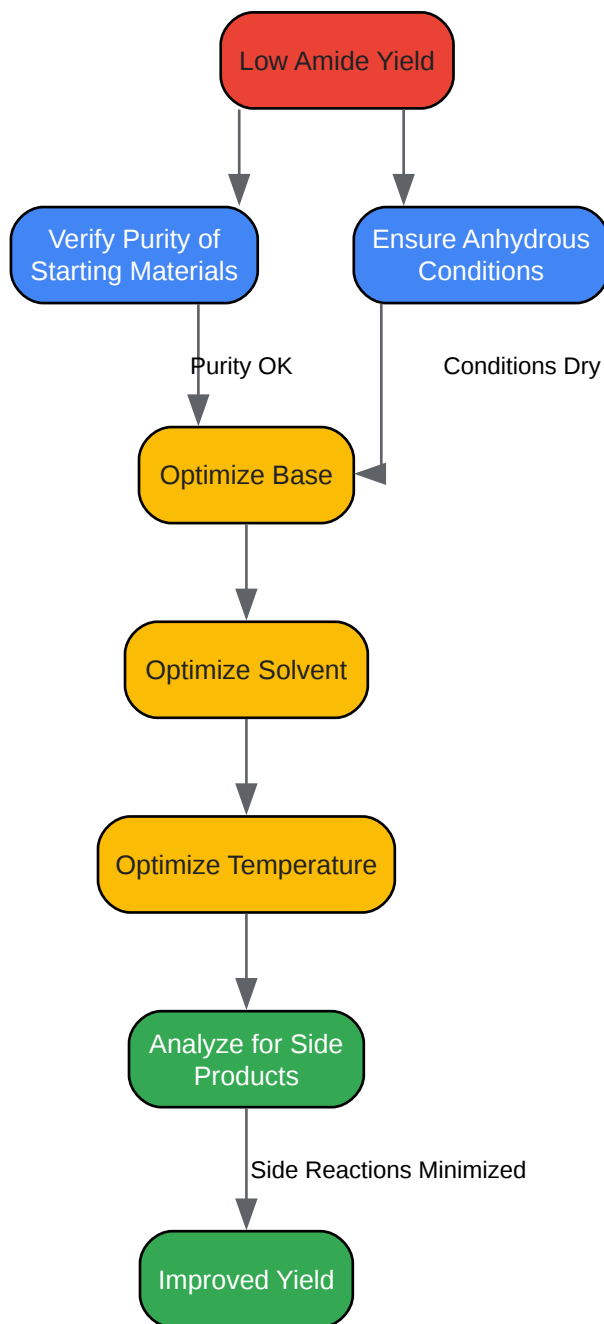 Low Amide Yield
Verify Purity of
Starting Materials
Ensure Anhydrous
Conditions
Purity OK
Conditions Dry
Optimize Base
Optimize Solvent
Optimize Temperature
Analyze for Side
Products
Side Reactions Minimized
Improved Yield